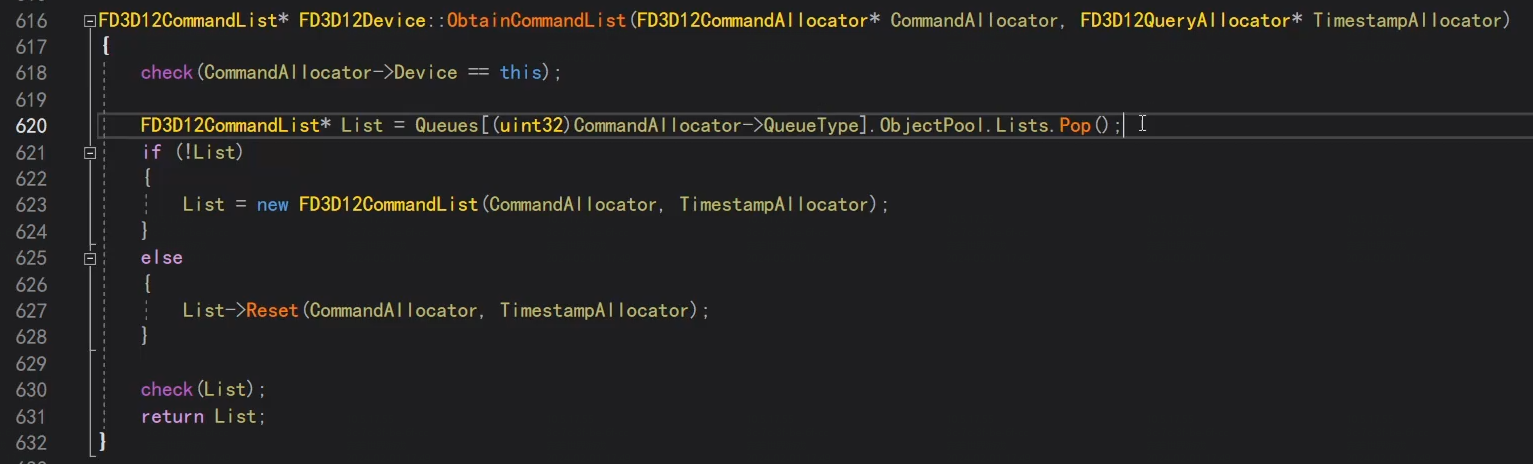 616 FD3D12CommandList* FD3D12Device::ObtainCommandList(FD3D12CommandAllocator* CommandAllocator, FD3D12QueryAllocator* TimestampAllocator)
617 {
618 check(CommandAllocator->Device == this);
619
620 FD3D12CommandList* List = Queues[(uint32)CommandAllocator->QueueType].ObjectPool.Lists.Pop();
621 if (!List)
622 {
623 List = new FD3D12CommandList(CommandAllocator, TimestampAllocator);
624 }
625 else
626 {
627 List->Reset(CommandAllocator, TimestampAllocator);
628 }
629
630 check(List);
631 return List;
632 }